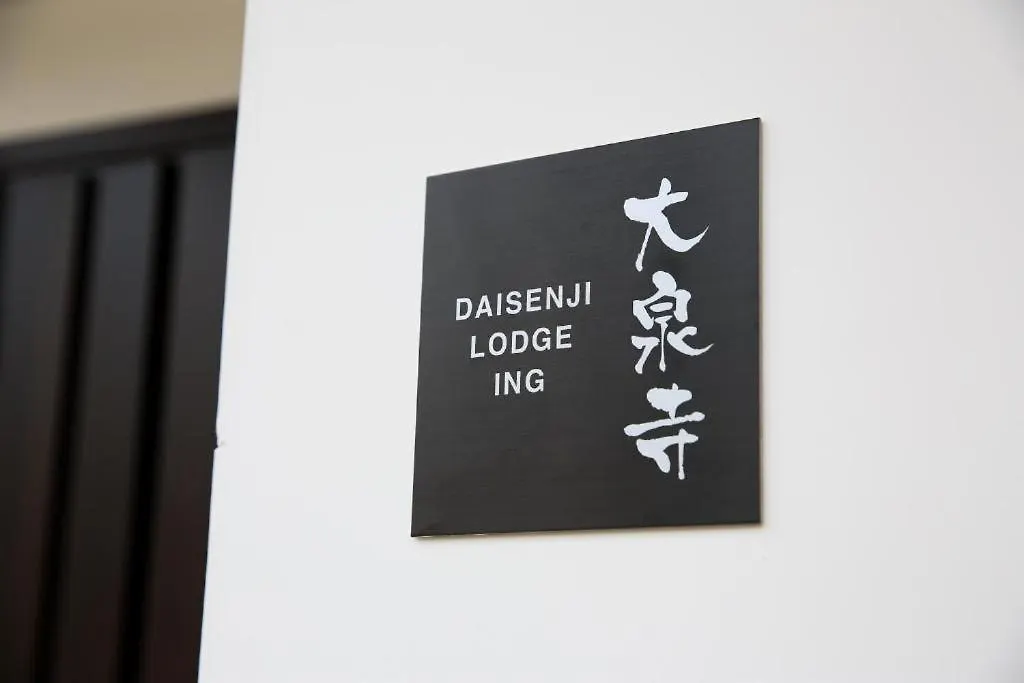 大泉寺
DAISENJI
LODGE
ING